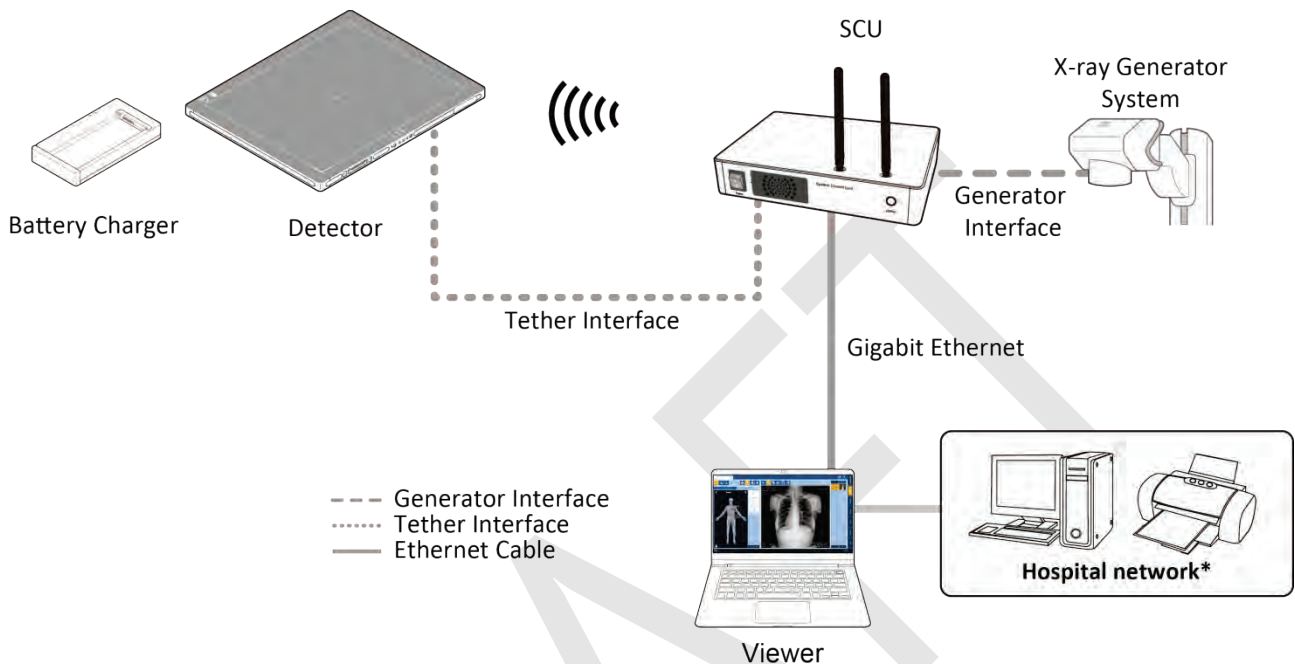 SCU
X-ray Generator
System
Battery Charger
Detector
Generator
Interface
Tether Interface
Gigabit Ethernet
Generator Interface
Tether Interface
Ethernet Cable
Hospital network*
Viewer